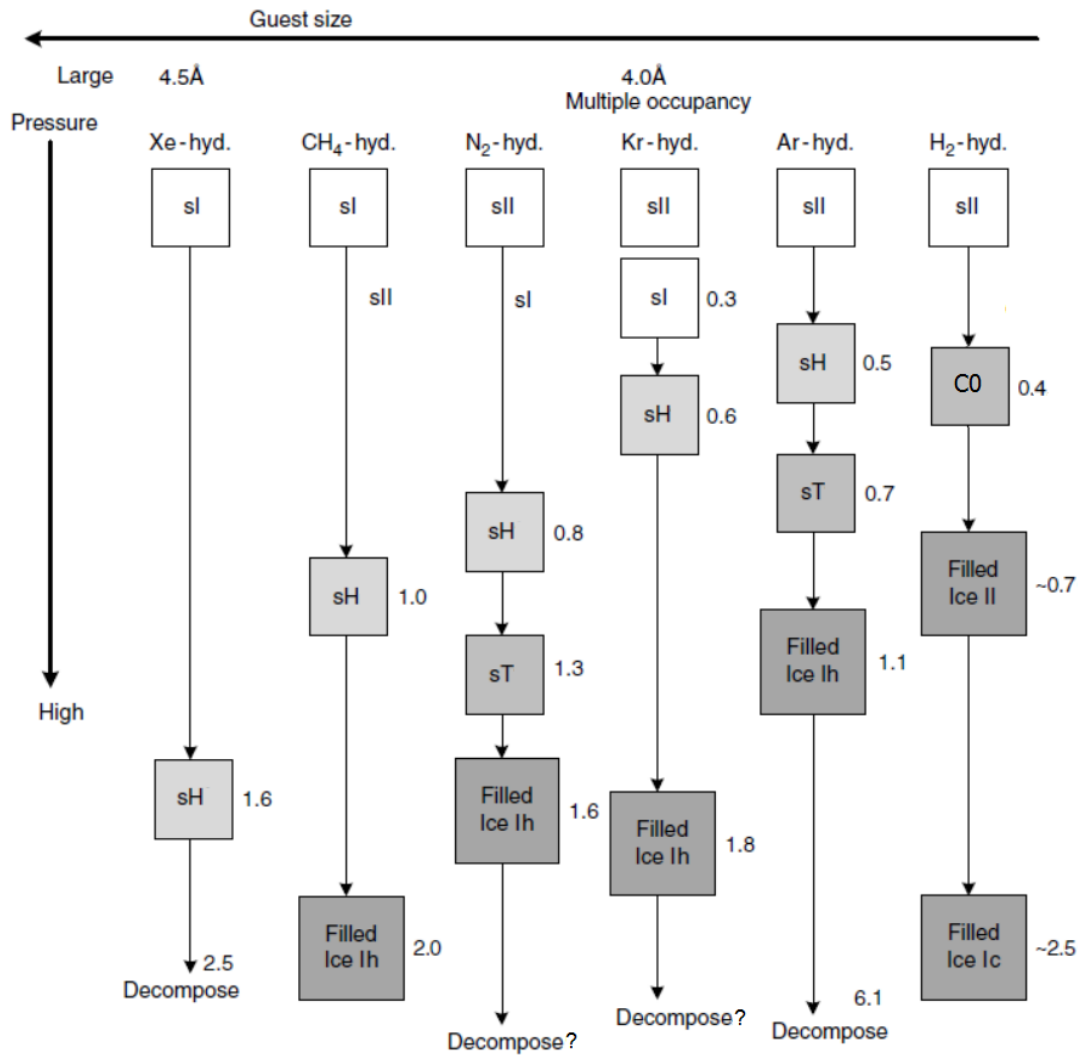 Guest size
Large
4.5Å
4.0Å
Multiple occupancy
Pressure
Xe-hyd.
CH₄-hyd.
N₂-hyd.
Kr-hyd.
Ar-hyd.
H₂-hyd.
sI
sI
sII
sII
sII
sII
sII
sI
sI
0.3
sH
0.5
C0
0.4
sH
0.6
sT
0.7
sH
0.8
Filled
Ice II
~0.7
sH
1.0
sT
1.3
Filled
Ice Ih
1.1
High
sH
1.6
Filled
Ice Ih
1.6
Filled
Ice Ih
1.8
Filled
Ice Ih
2.0
Filled
Ice Ic
~2.5
2.5
Decompose
Decompose?
Decompose?
6.1
Decompose